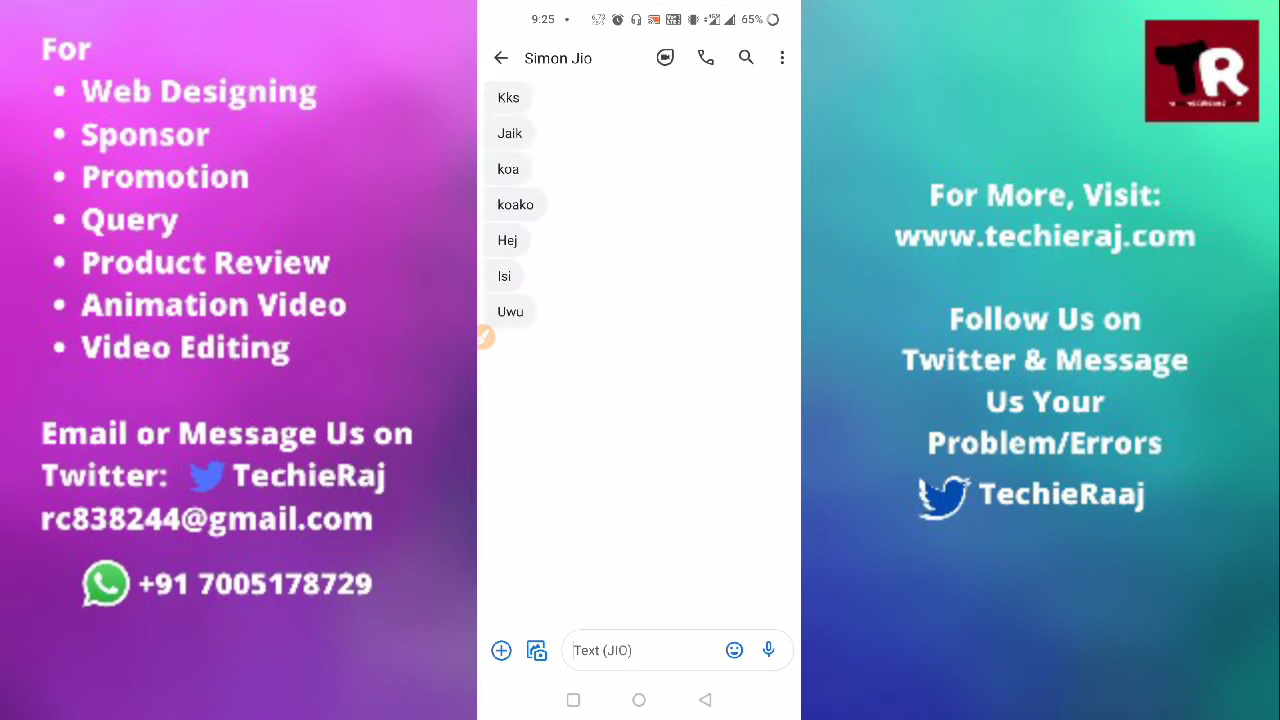 For
• Web Designing
• Sponsor
• Promotion
• Query
• Product Review
• Animation Video
• Video Editing
Email or Message Us on
Twitter: TechieRaj
rc838244@gmail.com
+91 7005178729
9:25
65%
Simon Jio
Kks
Jaik
koa
koako
Hej
Isi
Uwu
Text (JIO)
TR
For More, Visit:
www.techieraj.com
Follow Us on
Twitter & Message
Us Your
Problem/Errors
TechieRaaj